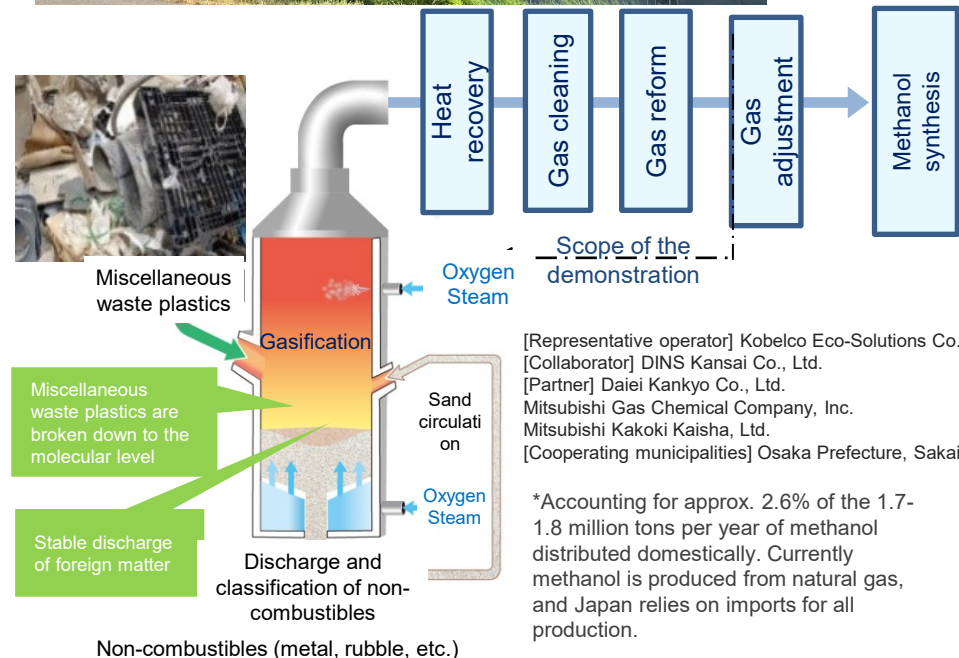 Heat
recovery
Gas cleaning
Gas reform
Gas
adjustment
Methanol
synthesis
Scope of the
demonstration
Miscellaneous
waste plastics
Oxygen
Steam
Gasification
Miscellaneous
waste plastics are
broken down to the
molecular level
Sand
circulati
on
Stable discharge
of foreign matter
Oxygen
Steam
Discharge and
classification of non-
combustibles
Non-combustibles (metal, rubble, etc.)
[Representative operator] Kobelco Eco-Solutions Co.
[Collaborator] DINS Kansai Co., Ltd.
[Partner] Daiei Kankyo Co., Ltd.
Mitsubishi Gas Chemical Company, Inc.
Mitsubishi Kakoki Kaisha, Ltd.
[Cooperating municipalities] Osaka Prefecture, Sakai
*Accounting for approx. 2.6% of the 1.7-
1.8 million tons per year of methanol
distributed domestically. Currently
methanol is produced from natural gas,
and Japan relies on imports for all
production.